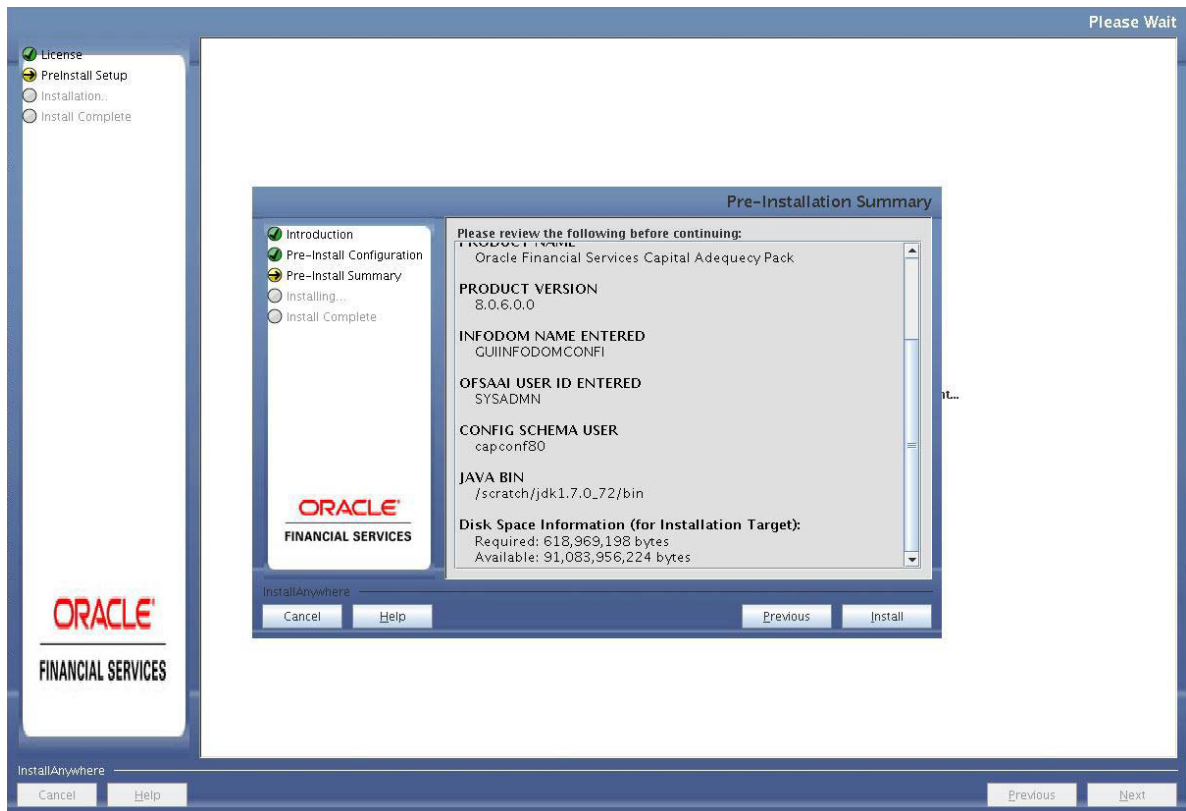 Please Wait
License
PreInstall Setup
Installation..
Install Complete
Pre-Installation Summary
Introduction
Pre-Install Configuration
Pre-Install Summary
Installing...
Install Complete
Please review the following before continuing:
PRODUCT NAME
Oracle Financial Services Capital Adequecy Pack
PRODUCT VERSION
8.0.6.0.0
INFODOM NAME ENTERED
GUIINFODOMCONFI
OFSAAI USER ID ENTERED
SYSADMN
CONFIG SCHEMA USER
capconf80
JAVA BIN
/scratch/jdk1.7.0_72/bin
Disk Space Information (for Installation Target):
Required: 618,969,198 bytes
Available: 91,083,956,224 bytes
ORACLE'
FINANCIAL SERVICES
InstallAnywhere
Cancel
Help
Previous
Install
nt...
ORACLE'
FINANCIAL SERVICES
InstallAnywhere
Cancel
Help
Previous
Next